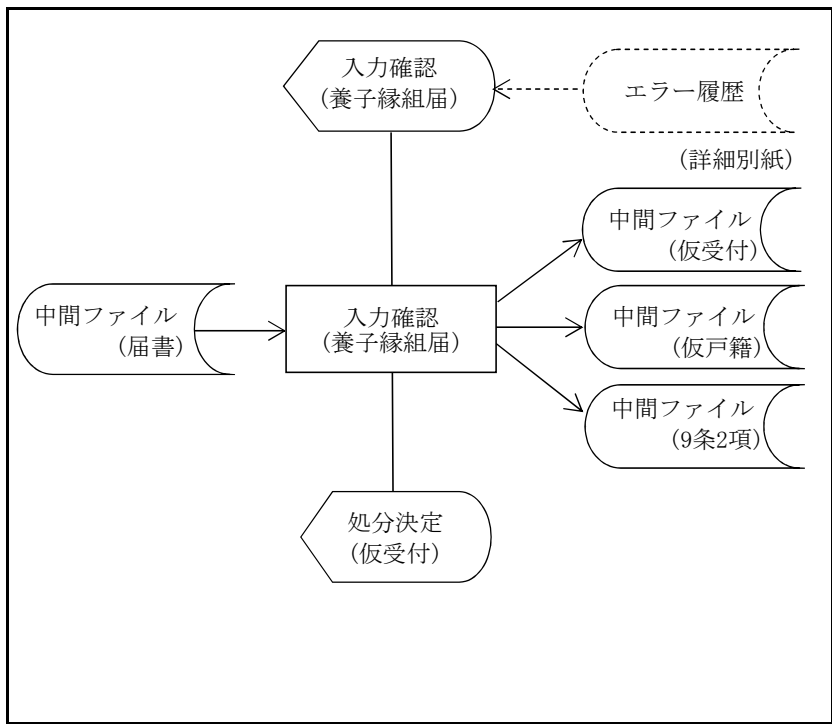 入力確認
(養子縁組届)
エラー履歴
(詳細別紙)
中間ファイル
(仮受付)
中間ファイル
(届書)
入力確認
(養子縁組届)
中間ファイル
(仮戸籍)
中間ファイル
(9条2項)
処分決定
(仮受付)